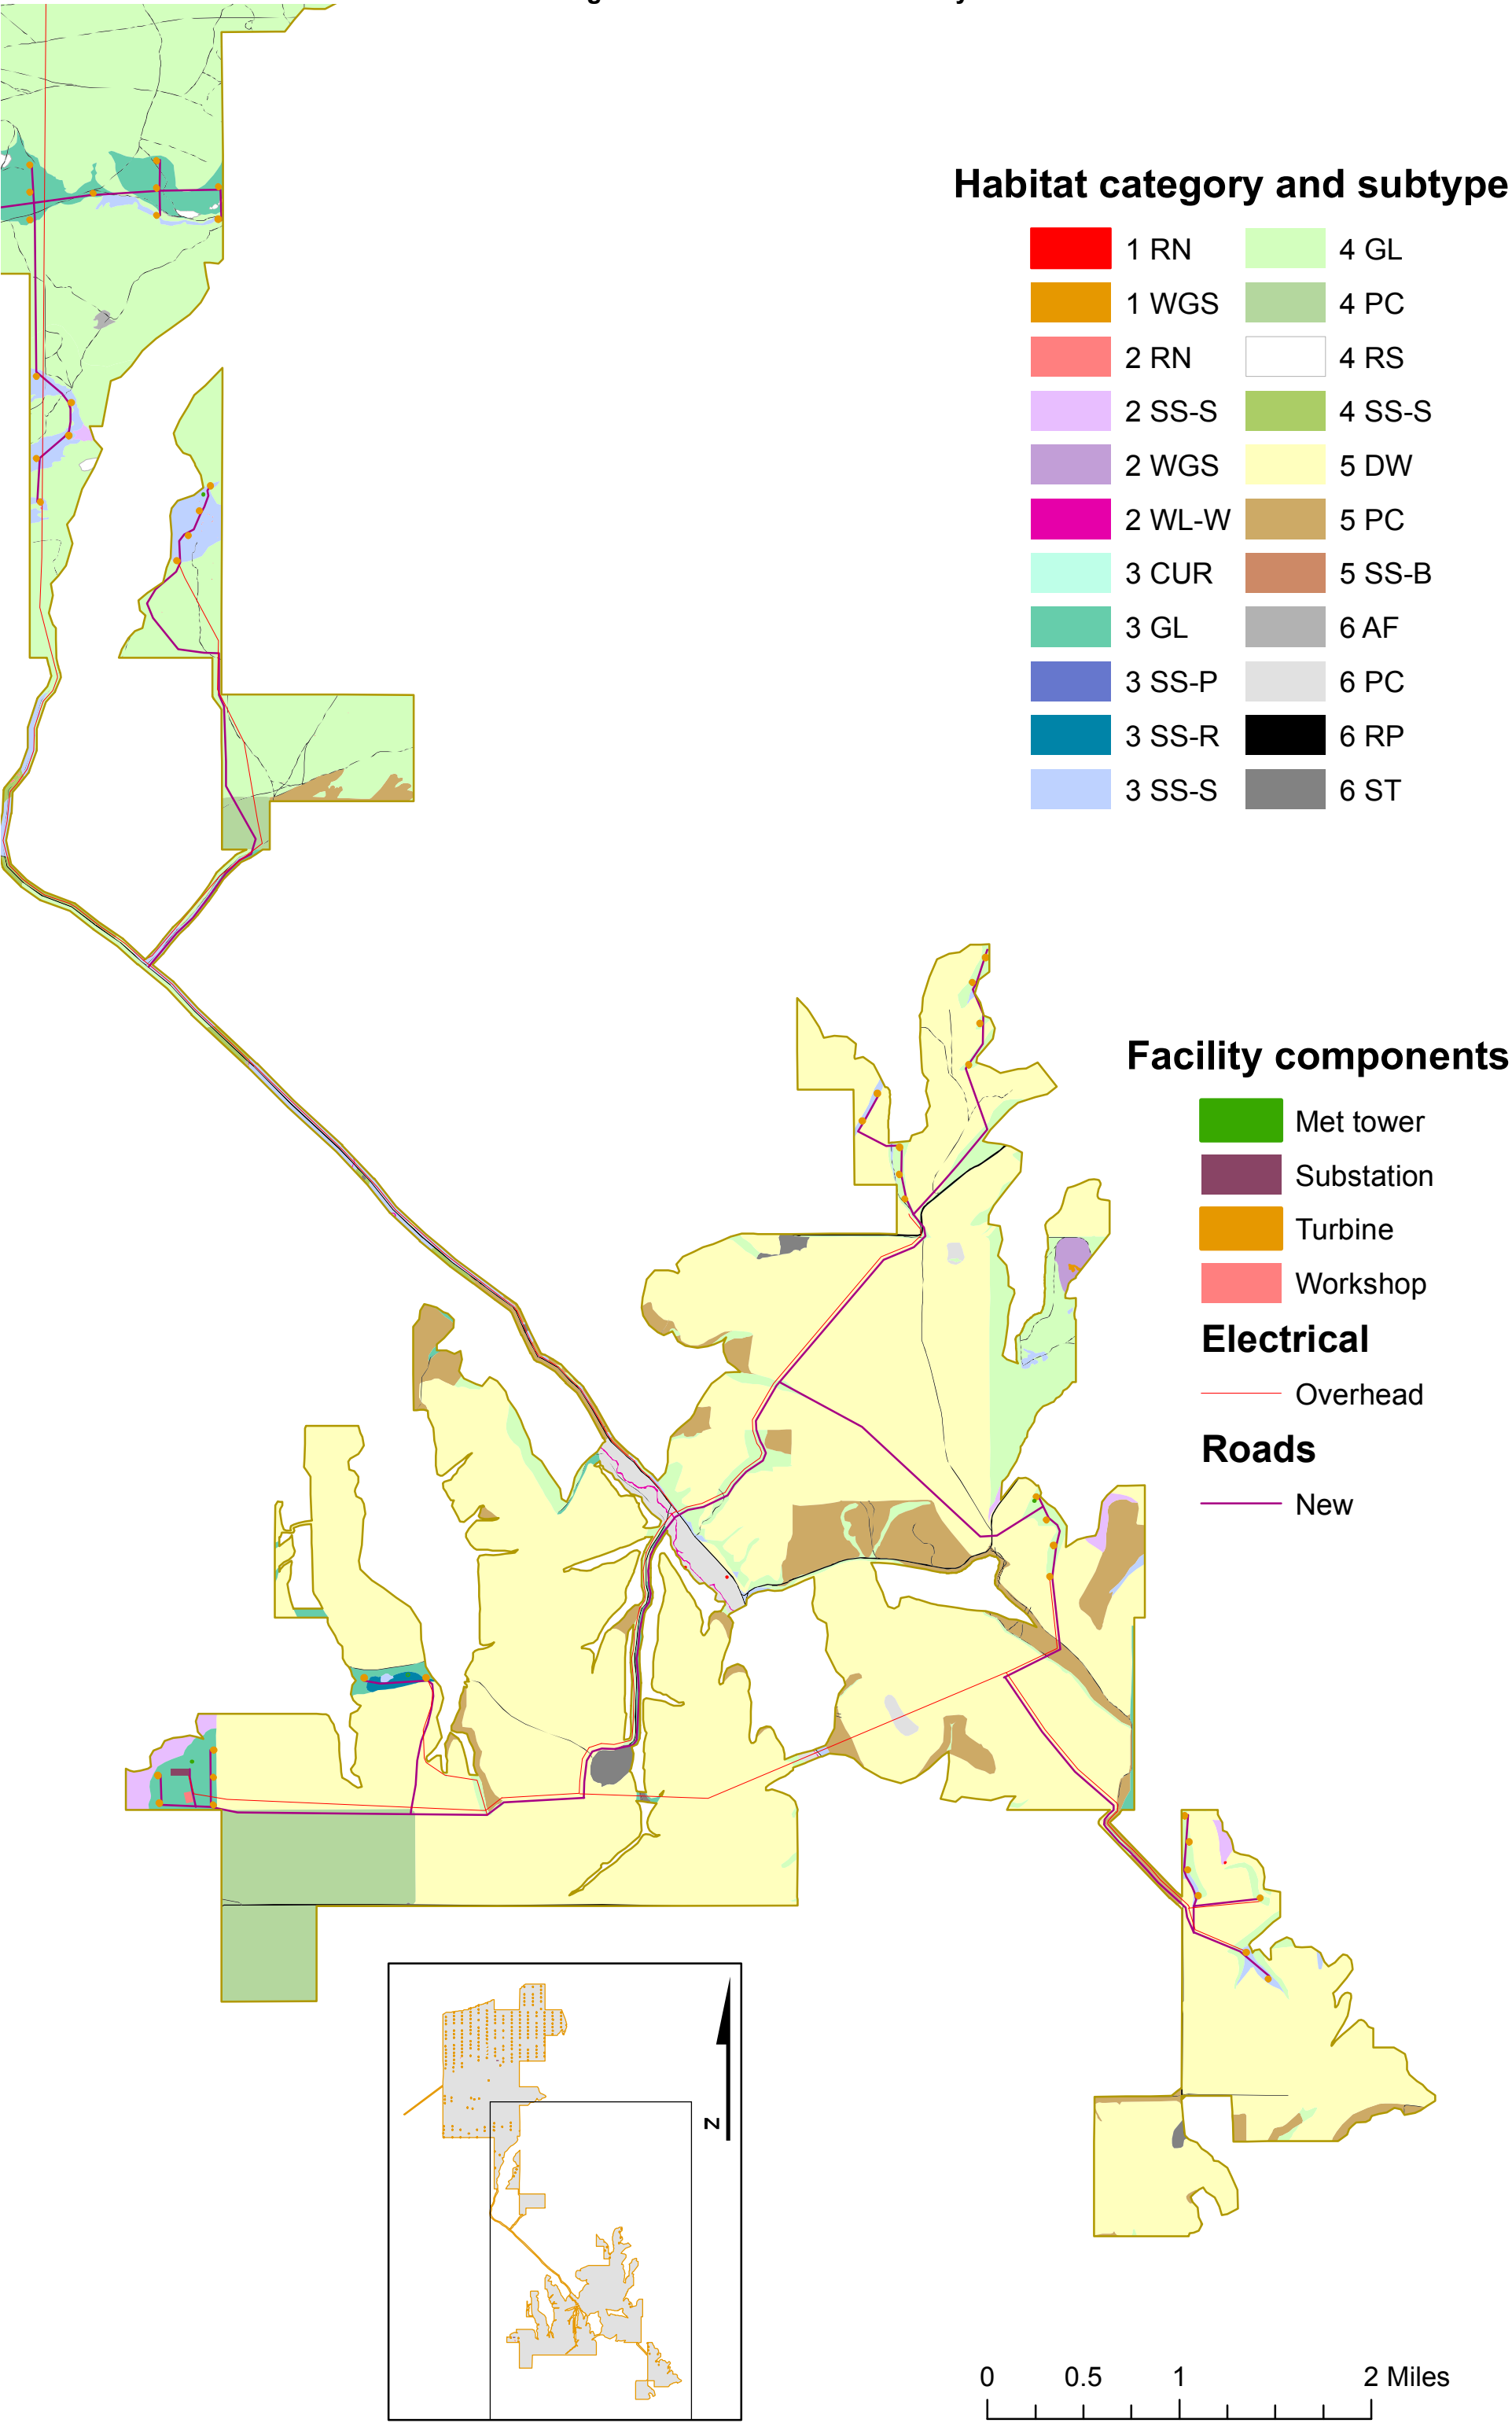 Habitat category and subtype
1 RN
4 GL
1 WGS
4 PC
2 RN
4 RS
2 SS-S
4 SS-S
2 WGS
5 DW
2 WL-W
5 PC
3 CUR
5 SS-B
3 GL
6 AF
3 SS-P
6 PC
3 SS-R
6 RP
3 SS-S
6 ST
Facility components
Met tower
Substation
Turbine
Workshop
Electrical
Overhead
Roads
New
N
0 0.5 1 2 Miles